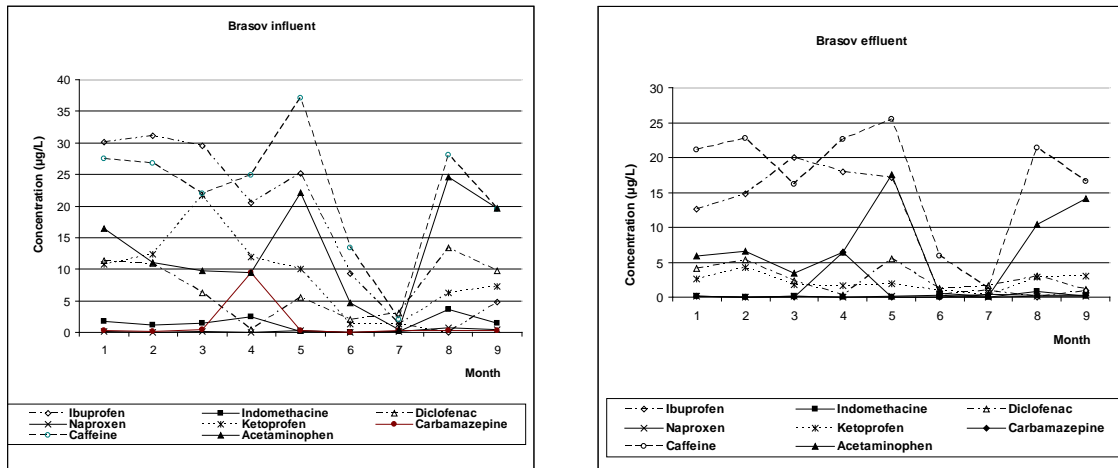 Brasov influent
Concentration (µg/L)
40
35
30
25
20
15
10
5
0
1 2 3 4 5 6 7 8 9
Month
Ibuprofen Indomethacine Diclofenac
Naproxen Ketoprofen Carbamazepine
Caffeine Acetaminophen
Brasov effluent
Concentration (µg/L)
30
25
20
15
10
5
0
1 2 3 4 5 6 7 8 9
Month
Ibuprofen Indomethacine Diclofenac
Naproxen Ketoprofen Carbamazepine
Caffeine Acetaminophen